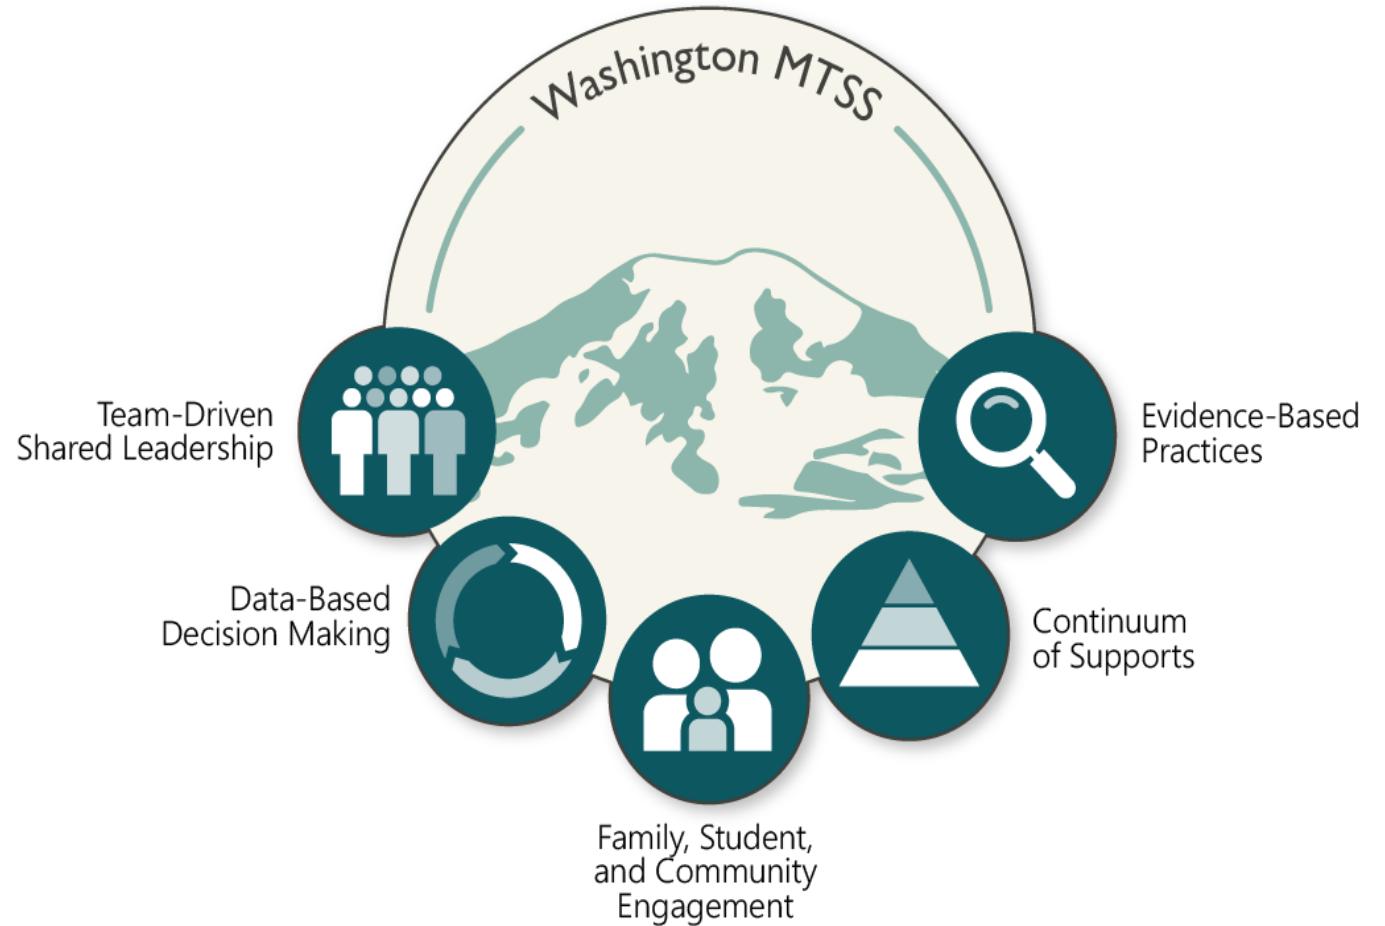 Washington MTSS
Team-Driven
Shared Leadership
Evidence-Based
Practices
Data-Based
Decision Making
Continuum
of Supports
Family, Student,
and Community
Engagement